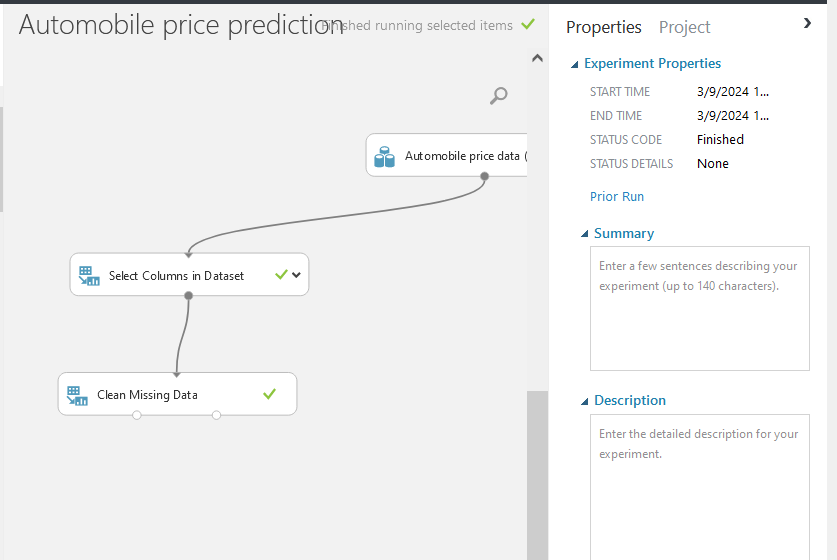 Automobile price prediction
Finished running selected items
Automobile price data (
Select Columns in Dataset
Clean Missing Data
Properties Project
Experiment Properties
START TIME 3/9/2024 1...
END TIME 3/9/2024 1...
STATUS CODE Finished
STATUS DETAILS None
Prior Run
Summary
Enter a few sentences describing your
experiment (up to 140 characters).
Description
Enter the detailed description for your
experiment.